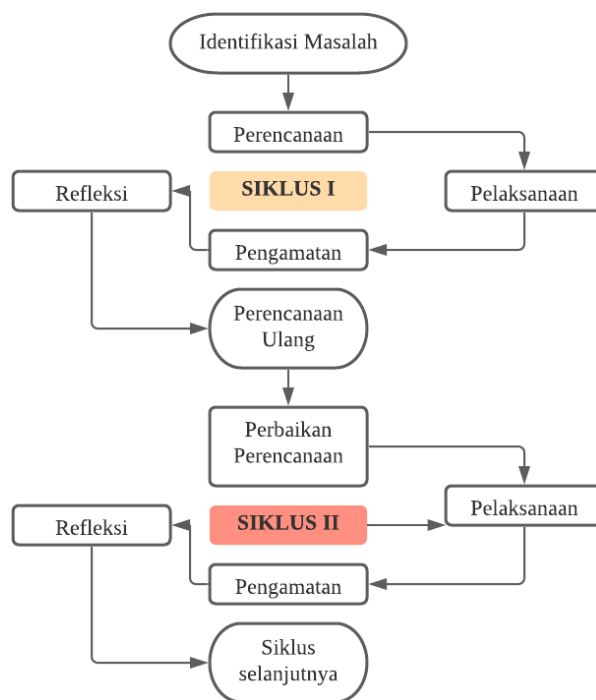 Identifikasi Masalah
Perencanaan
Refleksi
SIKLUS I
Pelaksanaan
Pengamatan
Perencanaan
Ulang
Perbaikan
Perencanaan
Refleksi
SIKLUS II
Pelaksanaan
Pengamatan
Siklus
selanjutnya